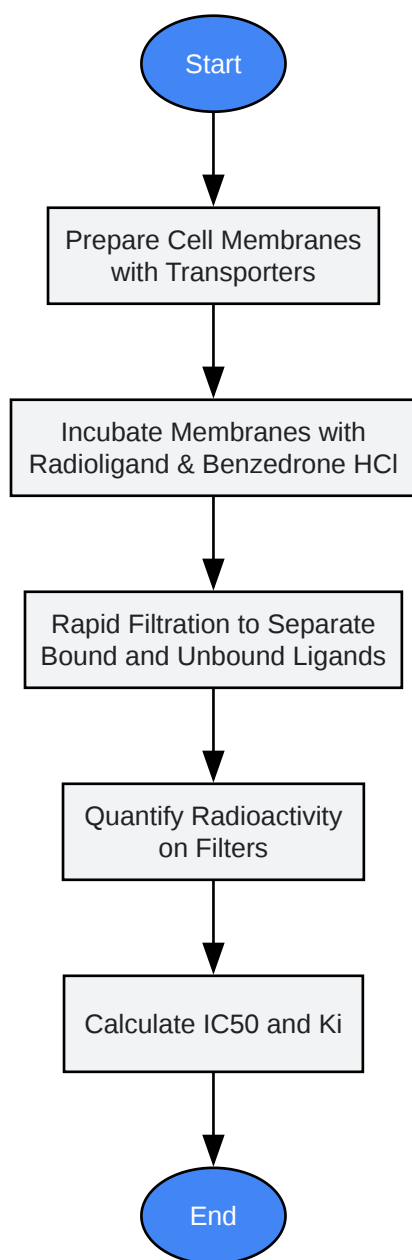 Start
Prepare Cell Membranes
with Transporters
Incubate Membranes with
Radioligand & Benzedrone HCl
Rapid Filtration to Separate
Bound and Unbound Ligands
Quantify Radioactivity
on Filters
Calculate IC50 and Ki
End